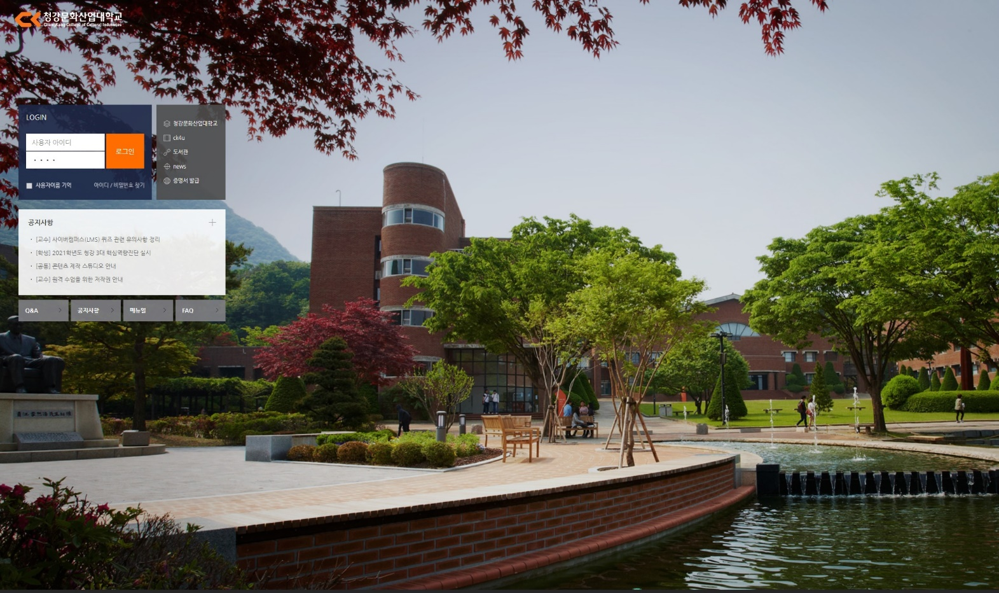 청강문화산업대학교
ChungKang College of Cultural Industries
LOGIN
사용자 아이디
로그인
사용자이름 기억
아이디 / 비밀번호 찾기
청강문화산업대학교
ck4u
도서관
news
증명서 발급
공지사항
[교수] 사이버캠퍼스(LMS) 퀴즈 관련 유의사항 정리
[학생] 2021학년도 청강 3대 핵심역량진단 실시
[공통] 콘텐츠 제작 스튜디오 안내
[교수] 원격 수업을 위한 저작권 안내
Q&A
공지사항
매뉴얼
FAQ